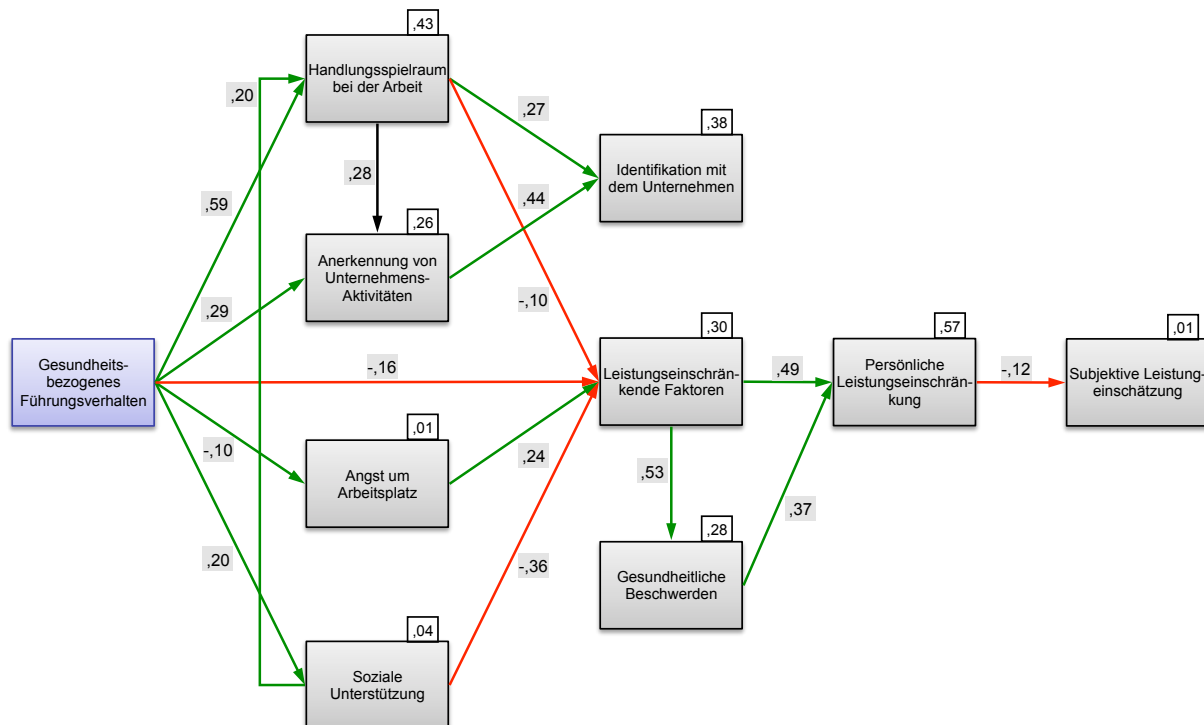 ,43
Handlungsspielraum
bei der Arbeit
,20
,27
,38
Identifikation mit
dem Unternehmen
,28
,44
,59
,26
Anerkennung von
Unternehmens-
Aktivitäten
-,10
,29
,30
Leistungseinschrän-
kende Faktoren
,57
Persönliche
Leistungseinschrän-
kung
,01
Subjektive Leistung-
einschätzung
Gesundheits-
bezogenes
Führungsverhalten
-,16
,49
-,12
-,10
,01
Angst um
Arbeitsplatz
,24
,53
,37
,28
Gesundheitliche
Beschwerden
,20
-,36
,04
Soziale
Unterstützung